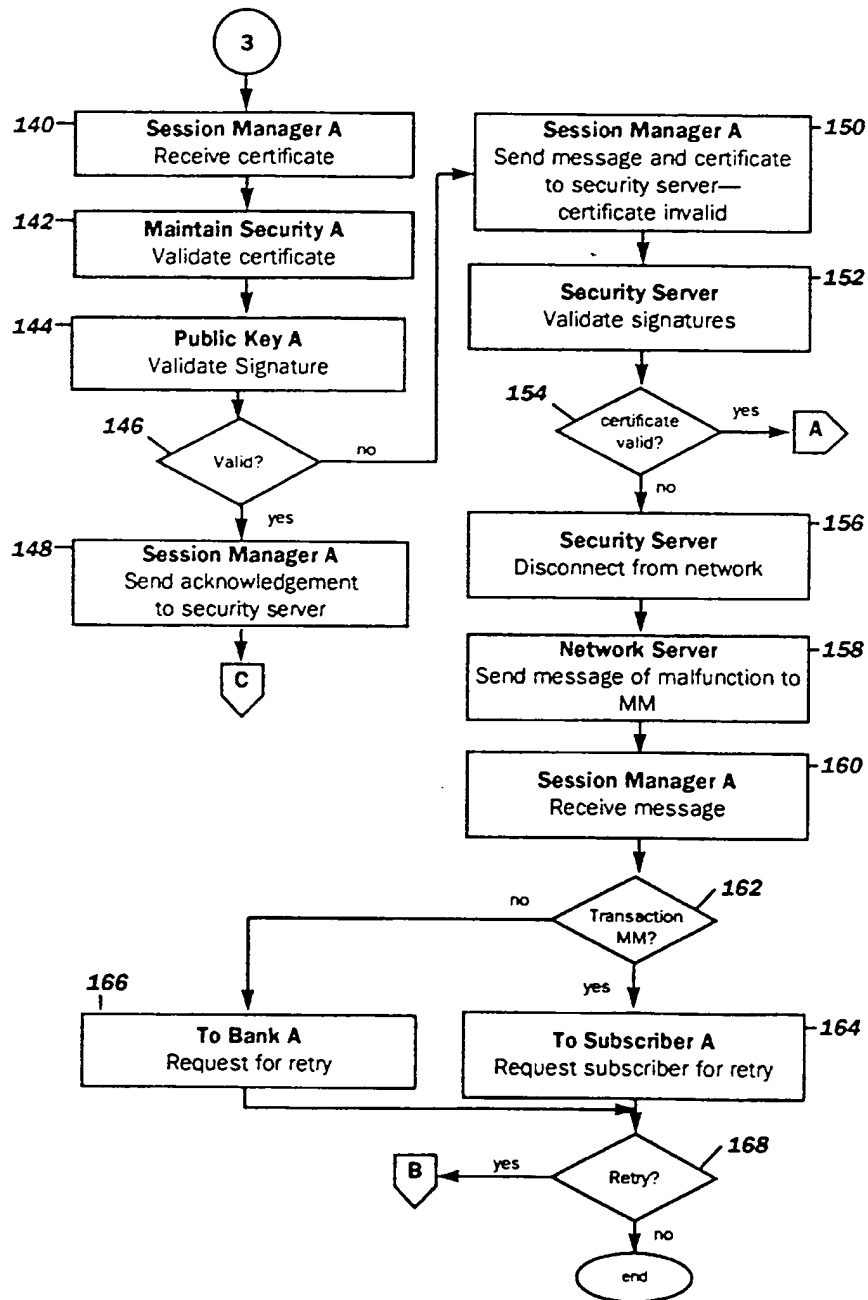 3
140
Session Manager A
Receive certificate
142
Maintain Security A
Validate certificate
144
Public Key A
Validate Signature
146
Valid?
no
yes
148
Session Manager A
Send acknowledgement
to security server
C
150
Session Manager A
Send message and certificate
to security server—
certificate invalid
152
Security Server
Validate signatures
154
certificate
valid?
yes
A
no
156
Security Server
Disconnect from network
158
Network Server
Send message of malfunction to
MM
160
Session Manager A
Receive message
162
Transaction
MM?
no
yes
166
To Bank A
Request for retry
164
To Subscriber A
Request subscriber for retry
168
Retry?
yes
B
no
end